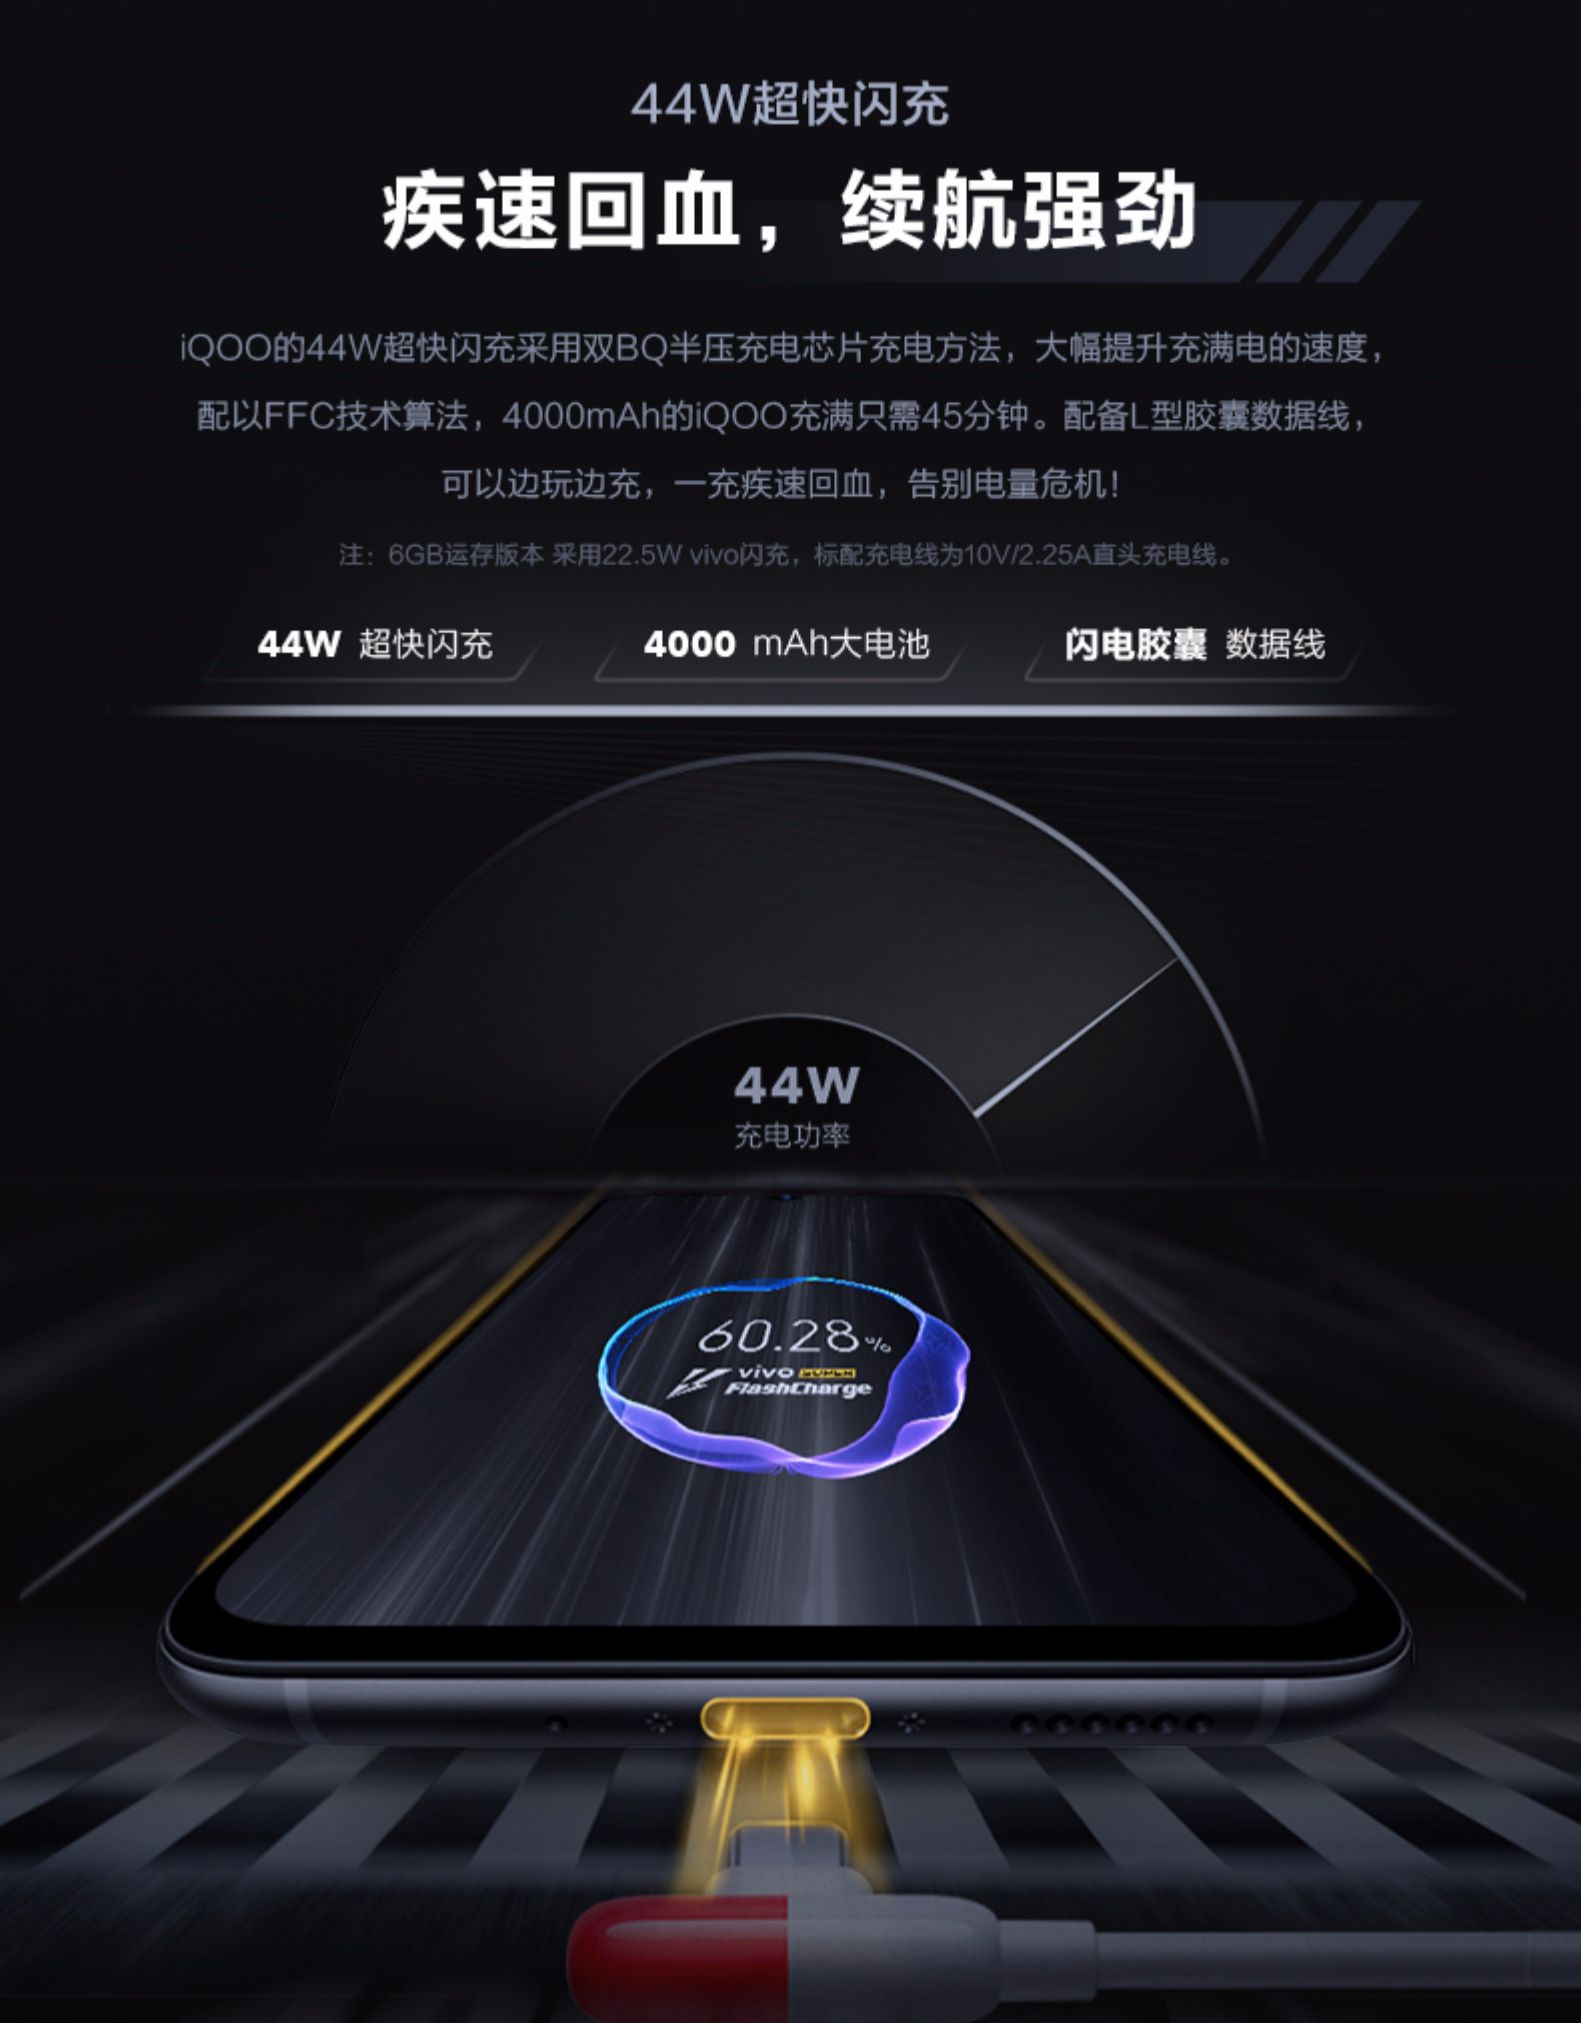 44W超快闪充
疾速回血，续航强劲
iQOO的44W超快闪充采用双BQ半压充电芯片充电方法，大幅提升充满电的速度，
配以FFC技术算法，4000mAh的iQOO充满只需45分钟。配备L型胶囊数据线，
可以边玩边充，一充疾速回血，告别电量危机！
注：6GB运存版本 采用22.5W vivo闪充，标配充电线为10V/2.25A直头充电线。
44W 超快闪充 4000 mAh大电池 闪电胶囊 数据线
44W
充电功率
60.28%
vivo SUPER
FlashCharge